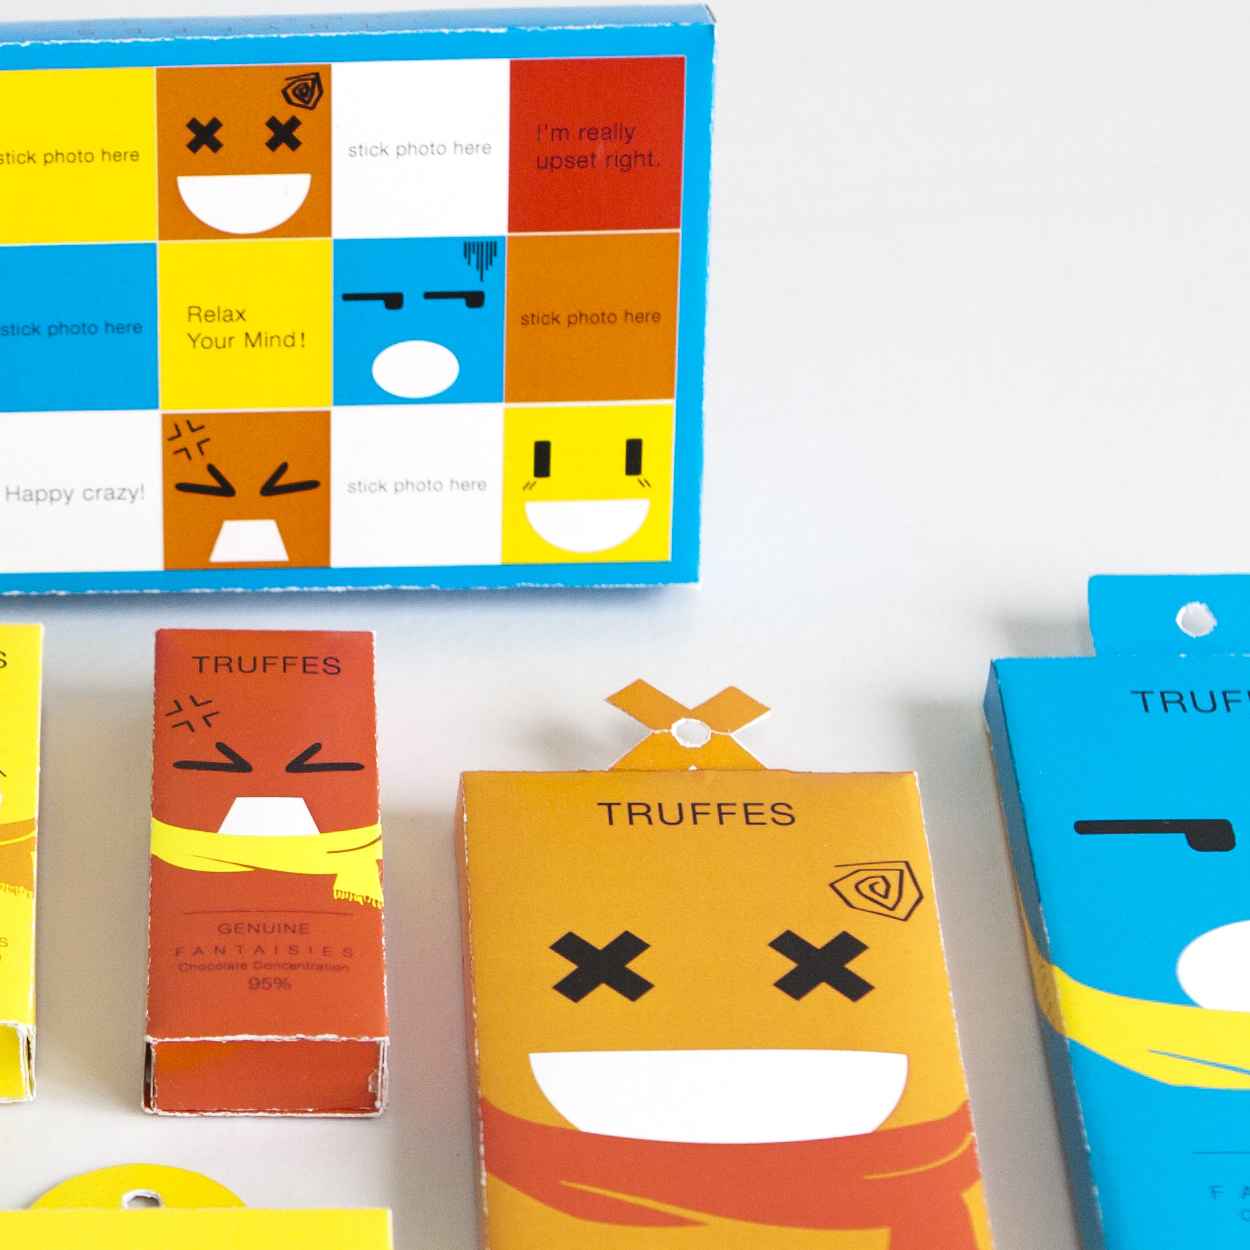 stick photo here
stick photo here
I'm really
upset right.
stick photo here
Relax
Your Mind!
stick photo here
Happy crazy!
stick photo here
TRUFFES
GENUINE
FANTAISIES
Chocolate Concentration
95%
TRUFFES
TRUFF